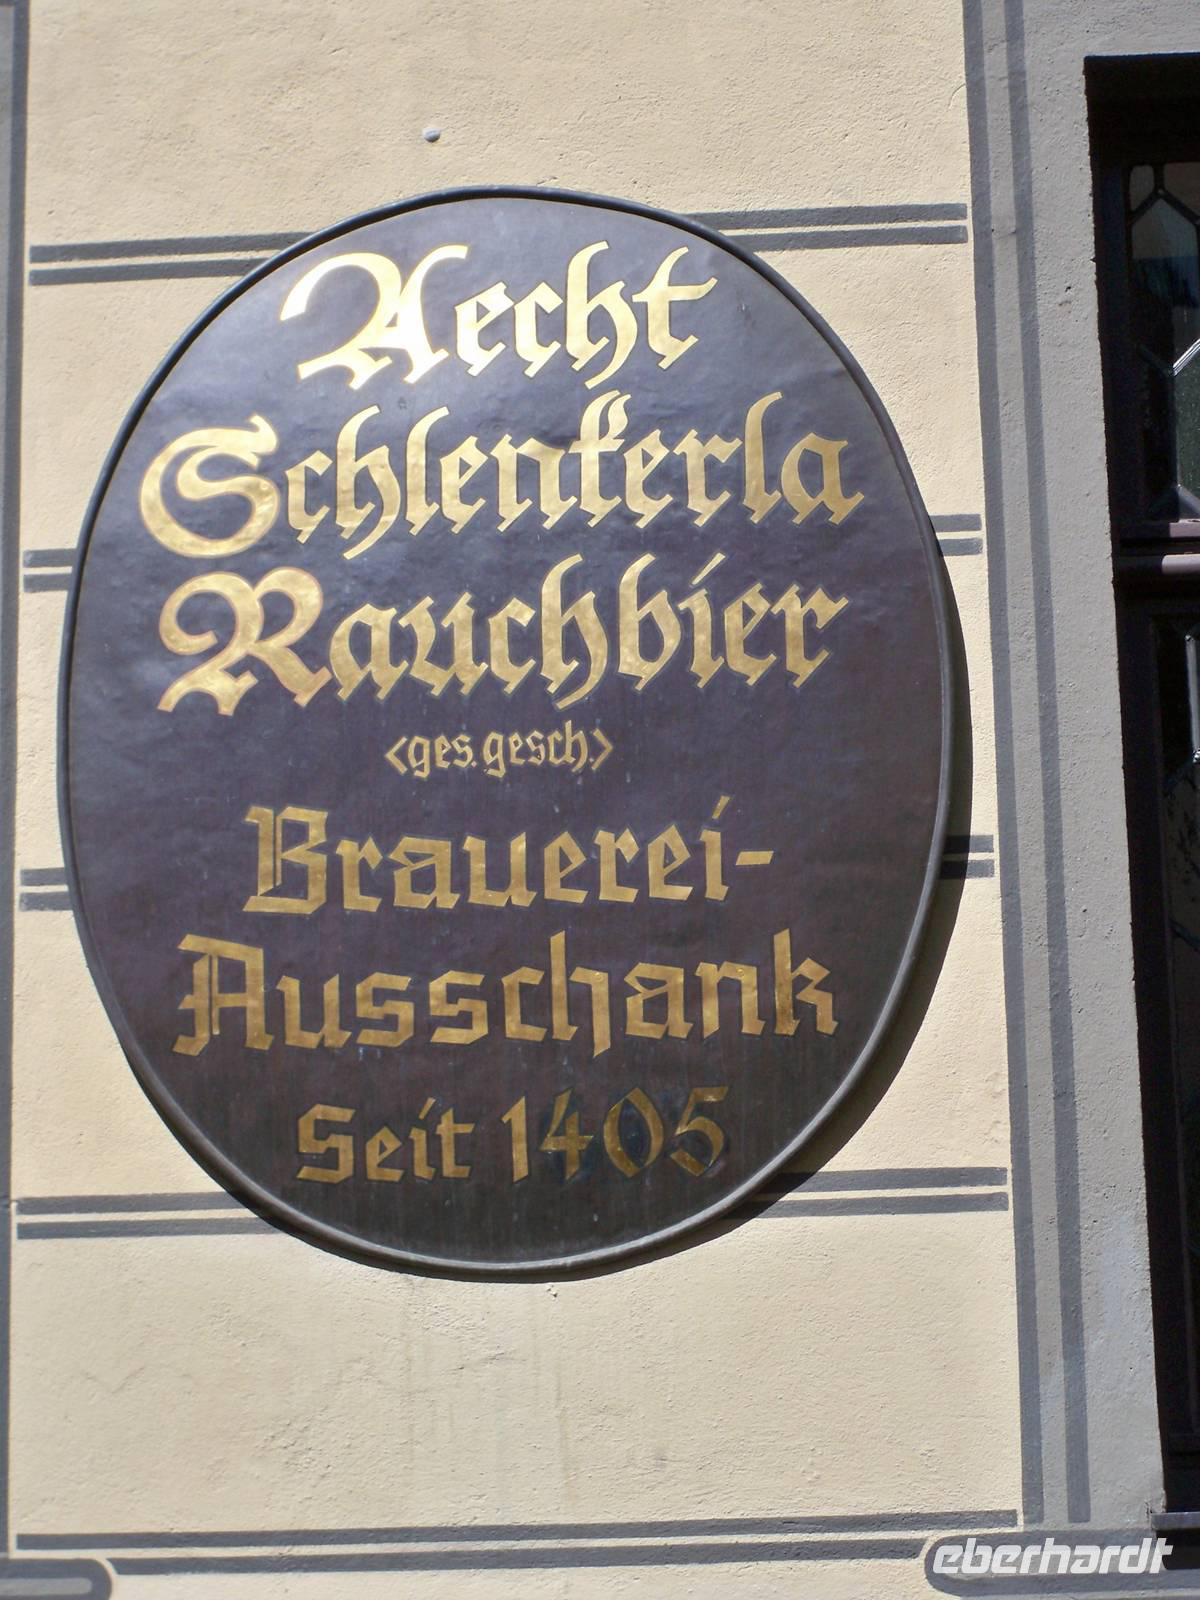 Aecht
Schlenkerla
Rauchbier
<ges. gesch.>
Brauerei-
Ausschank
Seit 1405
eberhardt